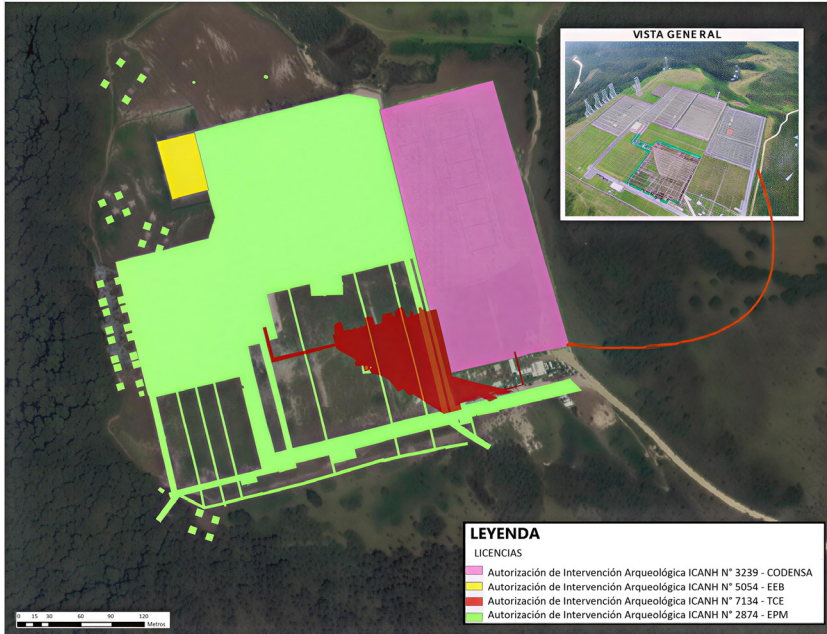 VISTA GENERAL
LEYENDA
LICENCIAS
Autorización de Intervención Arqueológica ICANH N° 3239 - CODENSA
Autorización de Intervención Arqueológica ICANH N° 5054 - EEB
Autorización de Intervención Arqueológica ICANH N° 7134 - TCE
Autorización de Intervención Arqueológica ICANH N° 2874 - EPM
0 15 30 60 90 120
Metros